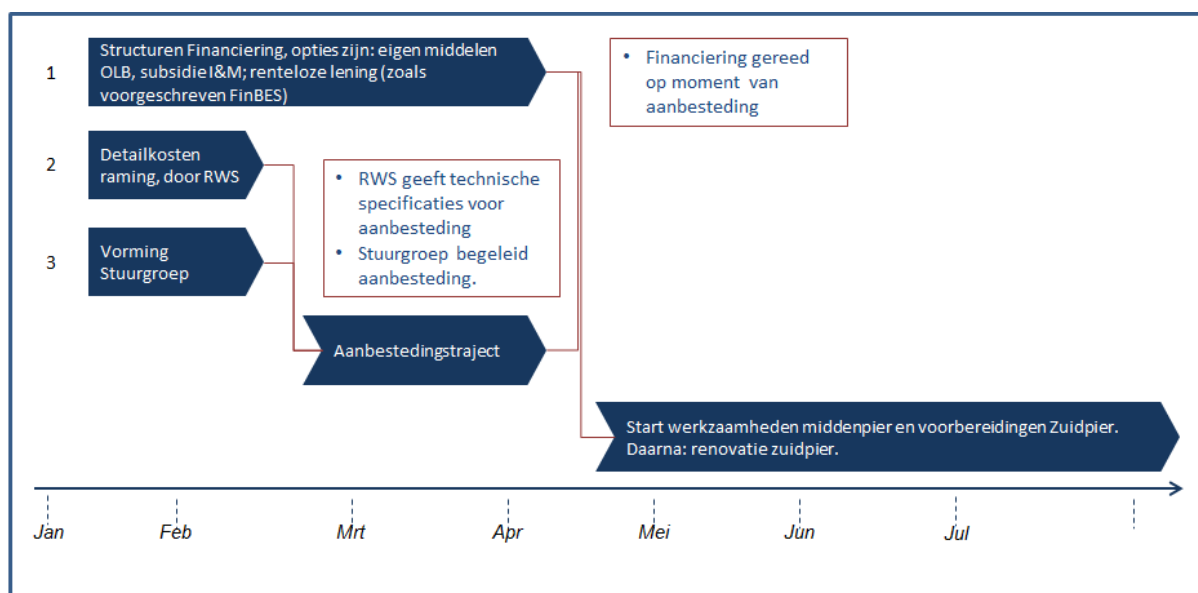 1
Structuren Financiering, opties zijn: eigen middelen
OLB, subsidie I&M; renteloze lening (zoals
voorgeschreven FinBES)
• Financiering gereed
op moment van
aanbesteding
2
Detailkosten
raming, door RWS
• RWS geeft technische
specificaties voor
aanbesteding
• Stuurgroep begeleid
aanbesteding.
3
Vorming
Stuurgroep
Aanbestedingstraject
Start werkzaamheden middenpier en voorbereidingen Zuidpier.
Daarna: renovatie zuidpier.
Jan Feb Mrt Apr Mei Jun Jul